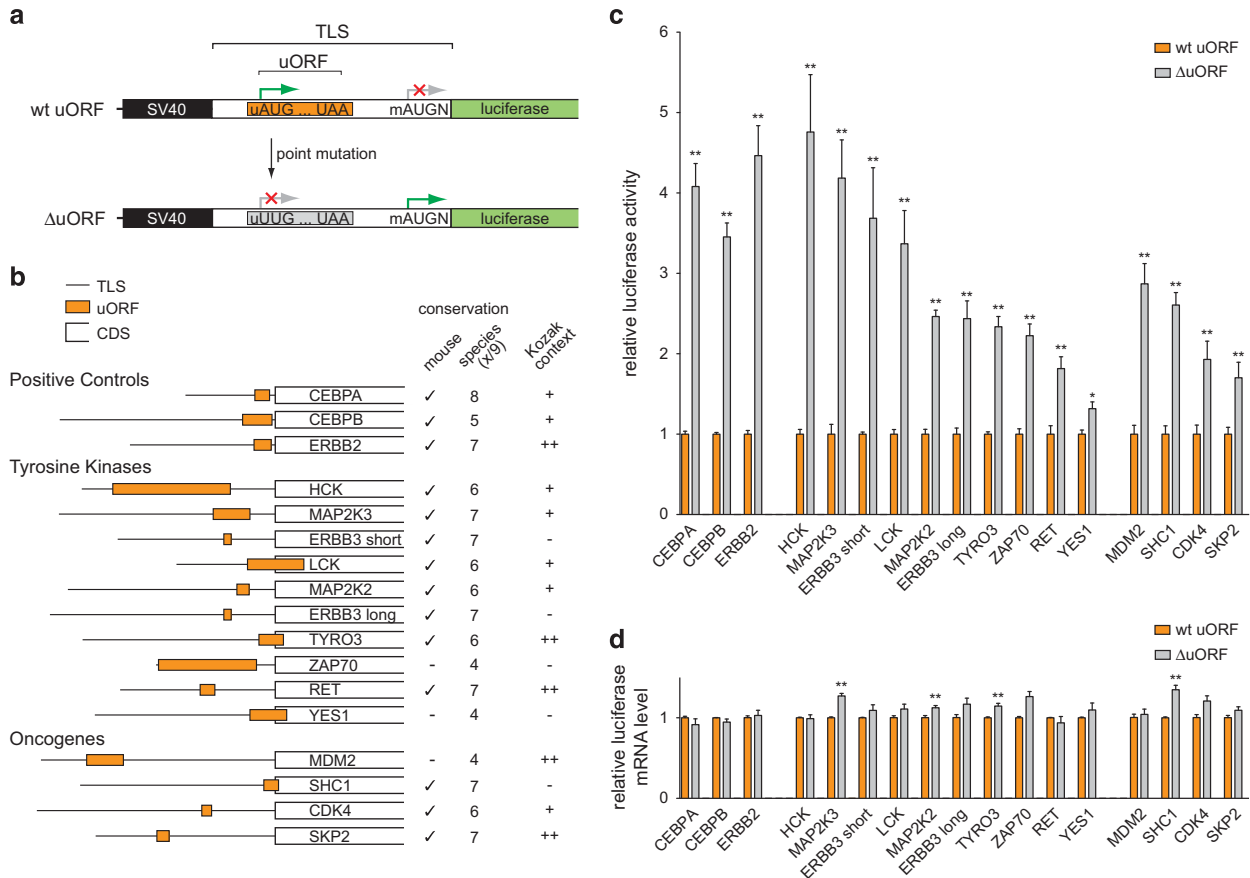 a
TLS
uORF
wt uORF
SV40
uAUG ... UAA
mAUGN
luciferase
point mutation
ΔuORF
SV40
uUUG ... UAA
mAUGN
luciferase
b
TLS
uORF
CDS
conservation
mouse
species (x/9)
Kozak context
Positive Controls
CEBPA ✓ 8 +
CEBPB ✓ 5 +
ERBB2 ✓ 7 ++
Tyrosine Kinases
HCK ✓ 6 +
MAP2K3 ✓ 7 +
ERBB3 short ✓ 7 -
LCK ✓ 6 +
MAP2K2 ✓ 6 +
ERBB3 long ✓ 7 -
TYRO3 ✓ 6 ++
ZAP70 - 4 -
RET ✓ 7 ++
YES1 - 4 -
Oncogenes
MDM2 - 4 ++
SHC1 ✓ 7 -
CDK4 ✓ 6 +
SKP2 ✓ 7 ++
c
relative luciferase activity
6
5
4
3
2
1
0
wt uORF
ΔuORF
** ** ** ** ** ** ** ** ** ** ** ** * ** ** ** **
CEBPA
CEBPB
ERBB2
HCK
MAP2K3
ERBB3 short
LCK
MAP2K2
ERBB3 long
TYRO3
ZAP70
RET
YES1
MDM2
SHC1
CDK4
SKP2
d
relative luciferase
mRNA level
1
0
wt uORF
ΔuORF
** ** ** **
CEBPA
CEBPB
ERBB2
HCK
MAP2K3
ERBB3 short
LCK
MAP2K2
ERBB3 long
TYRO3
ZAP70
RET
YES1
MDM2
SHC1
CDK4
SKP2